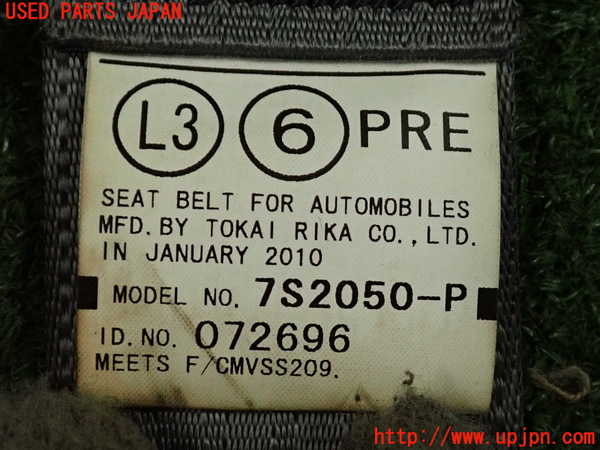 USED PARTS JAPAN
L3 6 PRE
SEAT BELT FOR AUTOMOBILES
MFD. BY TOKAI RIKA CO., LTD.
IN JANUARY 2010
MODEL NO. 7S2050-P
ID. NO. 072696
MEETS F/CMVSS209.
http://www.upjpn.com/